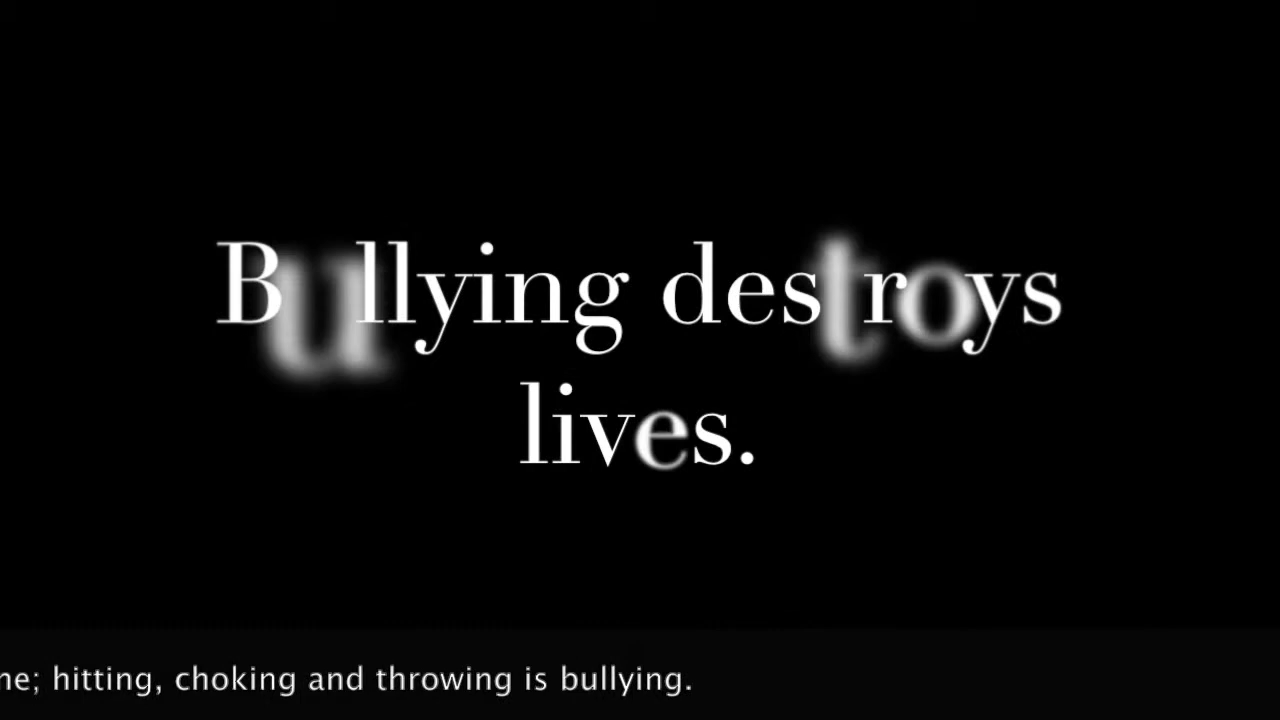 Bullying destroys
lives.
ne; hitting, choking and throwing is bullying.